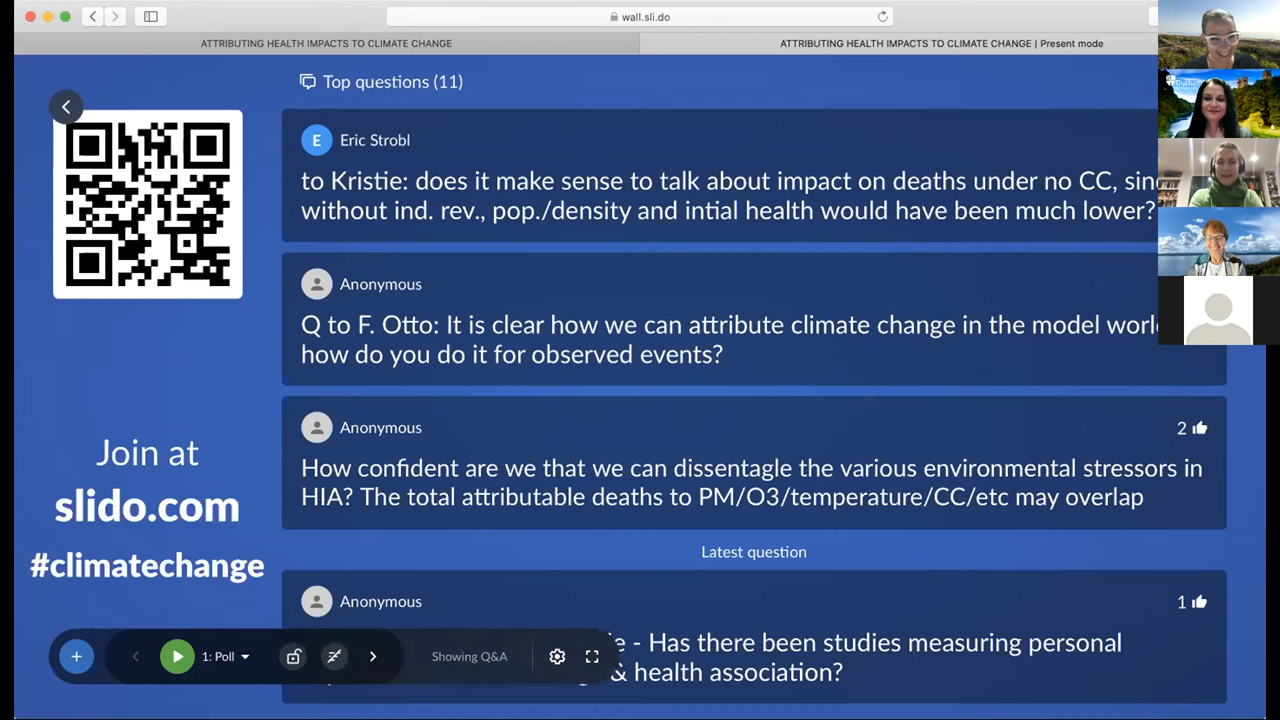 wall.sli.do
ATTRIBUTING HEALTH IMPACTS TO CLIMATE CHANGE
ATTRIBUTING HEALTH IMPACTS TO CLIMATE CHANGE | Present mode
Top questions (11)
E
Eric Strobl
to Kristie: does it make sense to talk about impact on deaths under no CC,
without ind. rev., pop./density and intial health would have been much lower?
Anonymous
Q to F. Otto: It is clear how we can attribute climate change in the model
how do you do it for observed events?
Anonymous
2
How confident are we that we can dissentagle the various environmental stressors in
HIA? The total attributable deaths to PM/O3/temperature/CC/etc may overlap
Join at
slido.com
#climatechange
Latest question
Anonymous
1
- Has there been studies measuring personal
& health association?
1: Poll
Showing Q&A